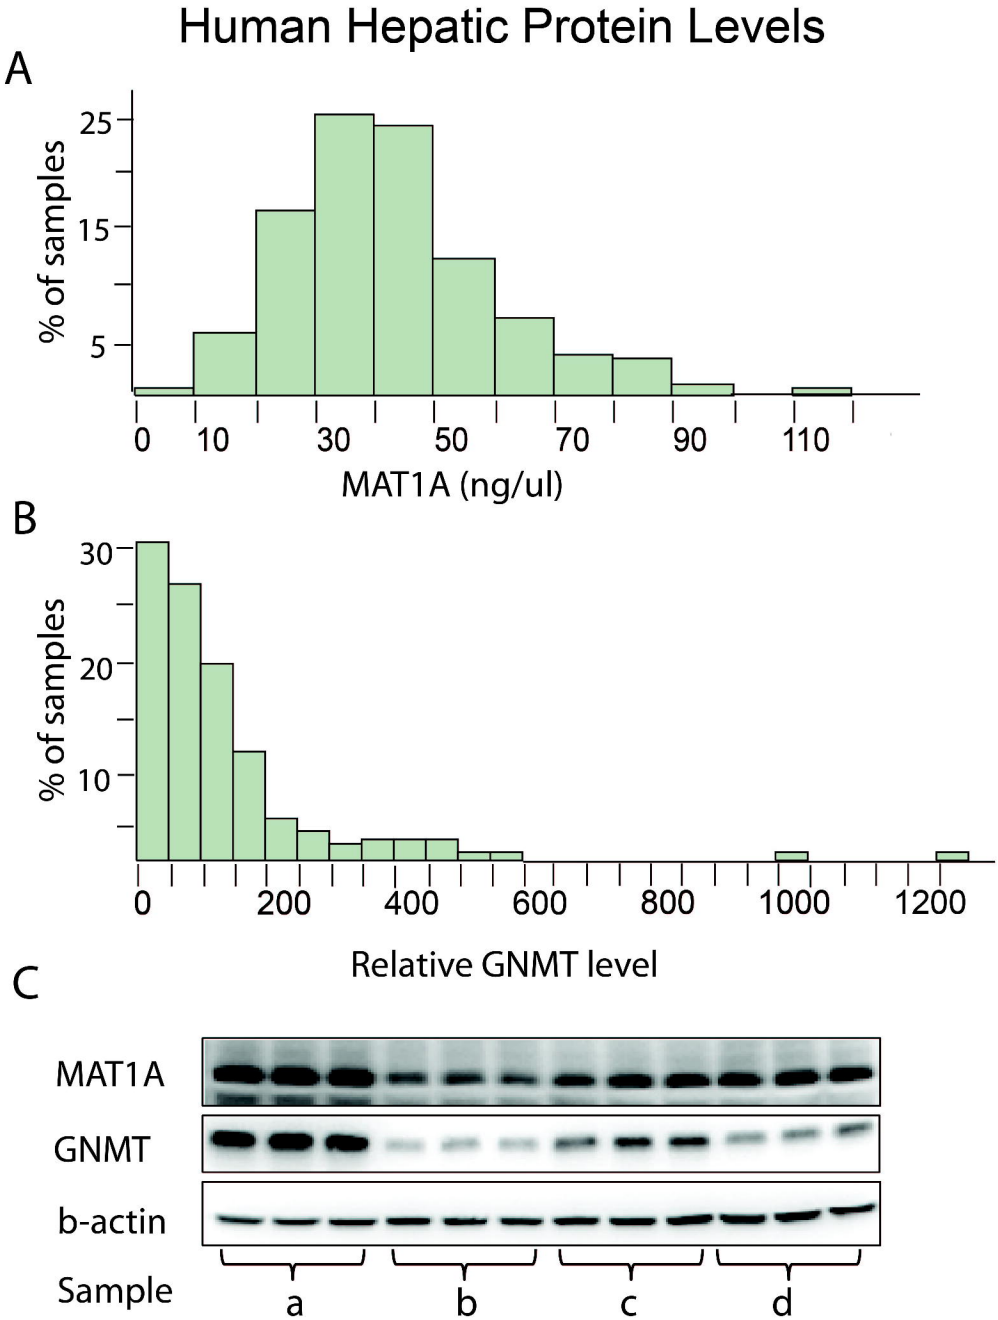 Human Hepatic Protein Levels
A
% of samples
25
15
5
0 10 30 50 70 90 110
MAT1A (ng/ul)
B
% of samples
30
20
10
0 200 400 600 800 1000 1200
Relative GNMT level
C
MAT1A
GNMT
b-actin
Sample
a b c d